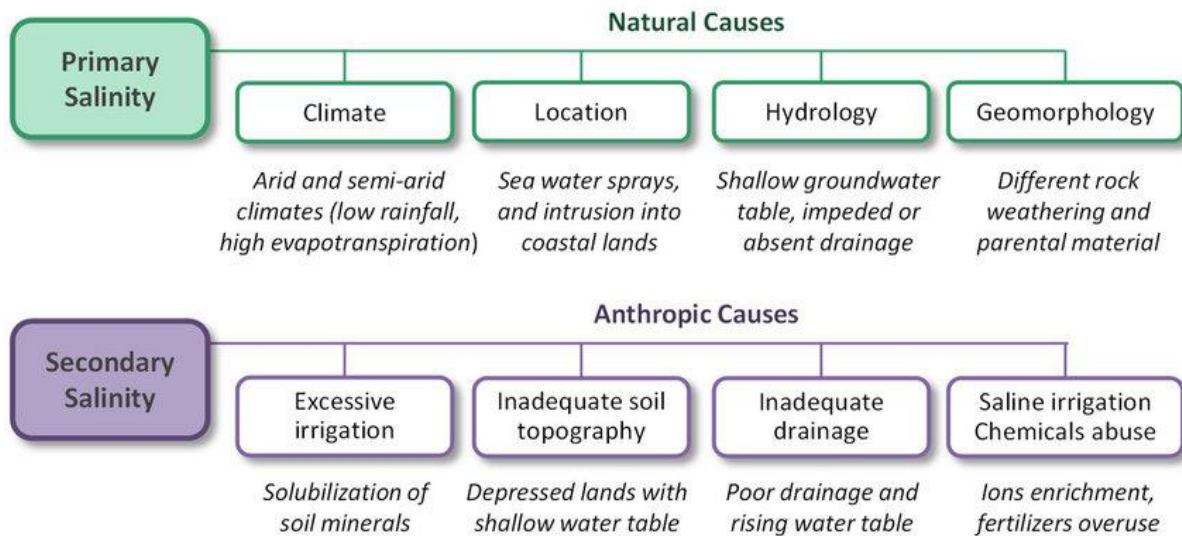 Natural Causes
Primary
Salinity
Climate
Location
Hydrology
Geomorphology
Arid and semi-arid
climates (low rainfall,
high evapotranspiration)
Sea water sprays,
and intrusion into
coastal lands
Shallow groundwater
table, impeded or
absent drainage
Different rock
weathering and
parental material
Anthropic Causes
Secondary
Salinity
Excessive
irrigation
Inadequate soil
topography
Inadequate
drainage
Saline irrigation
Chemicals abuse
Solubilization of
soil minerals
Depressed lands with
shallow water table
Poor drainage and
rising water table
Ions enrichment,
fertilizers overuse